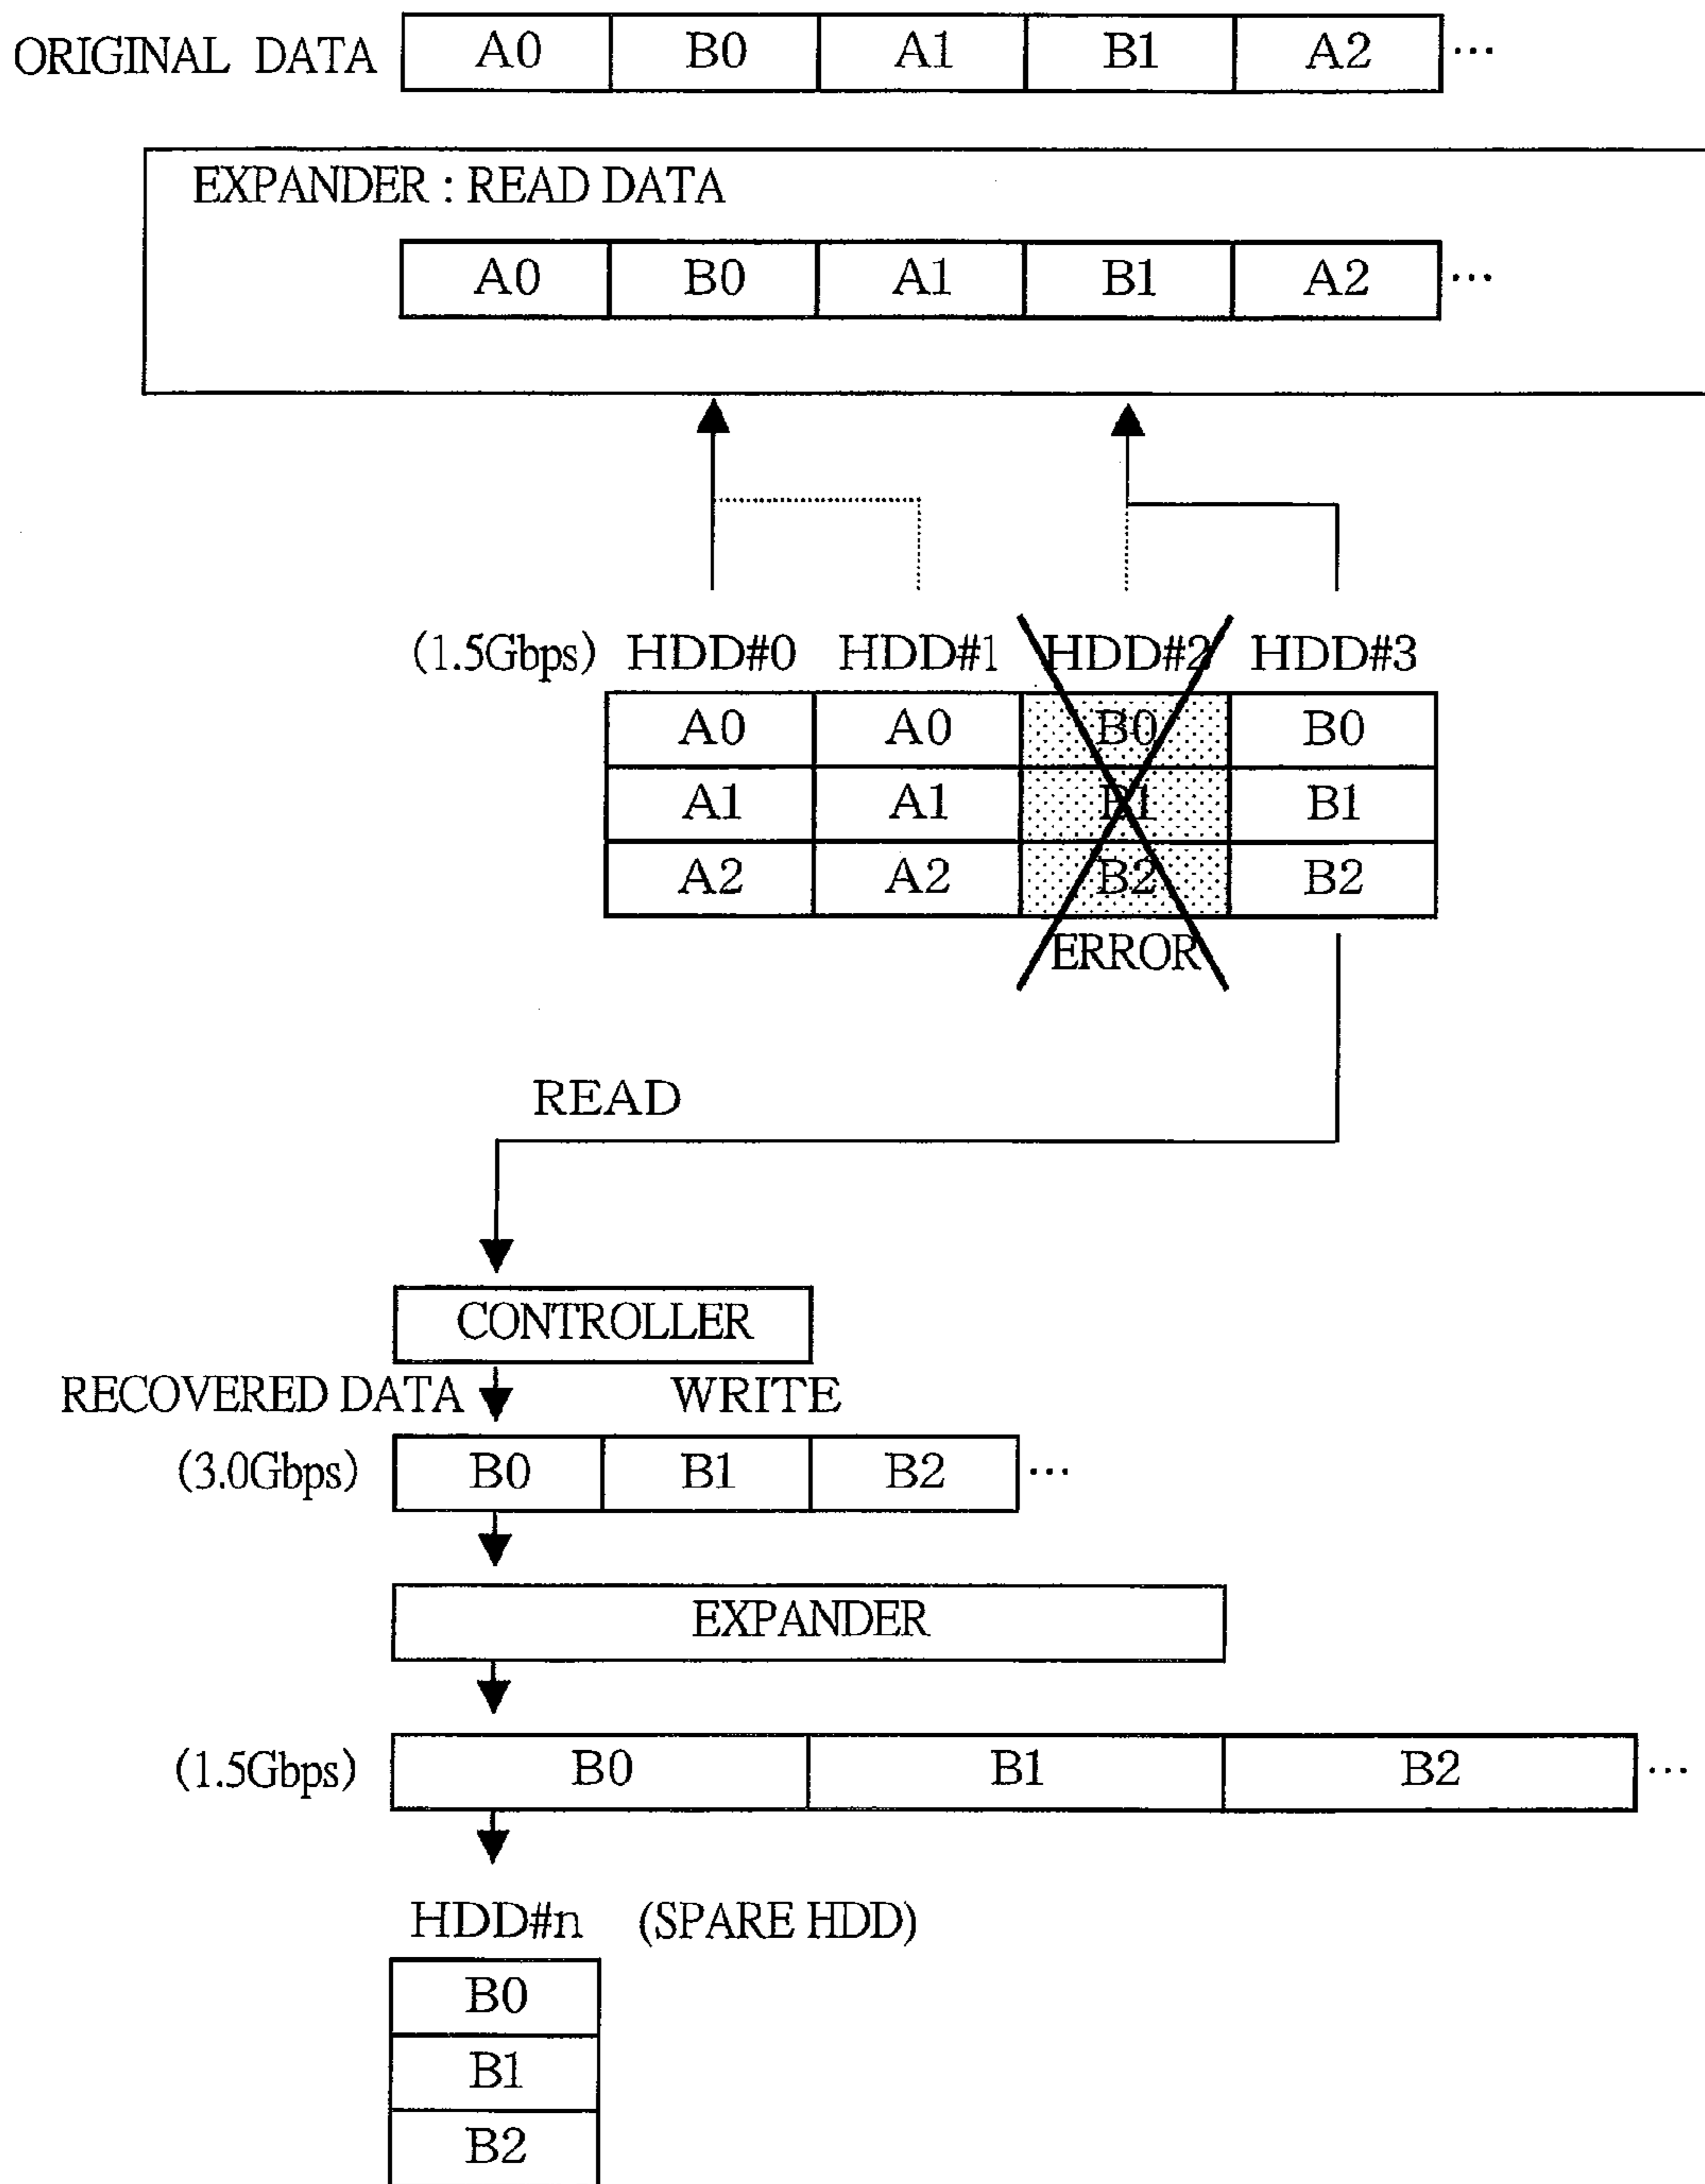 ORIGINAL DATA A0 B0 A1 B1 A2 ...
EXPANDER : READ DATA
A0 B0 A1 B1 A2 ...
(1.5Gbps) HDD#0 HDD#1 HDD#2 HDD#3
A0 A0 B0 B0
A1 A1 B1 B1
A2 A2 B2 B2
ERROR
READ
CONTROLLER
RECOVERED DATA WRITE
(3.0Gbps) B0 B1 B2 ...
EXPANDER
(1.5Gbps) B0 B1 B2 ...
HDD#n (SPARE HDD)
B0
B1
B2